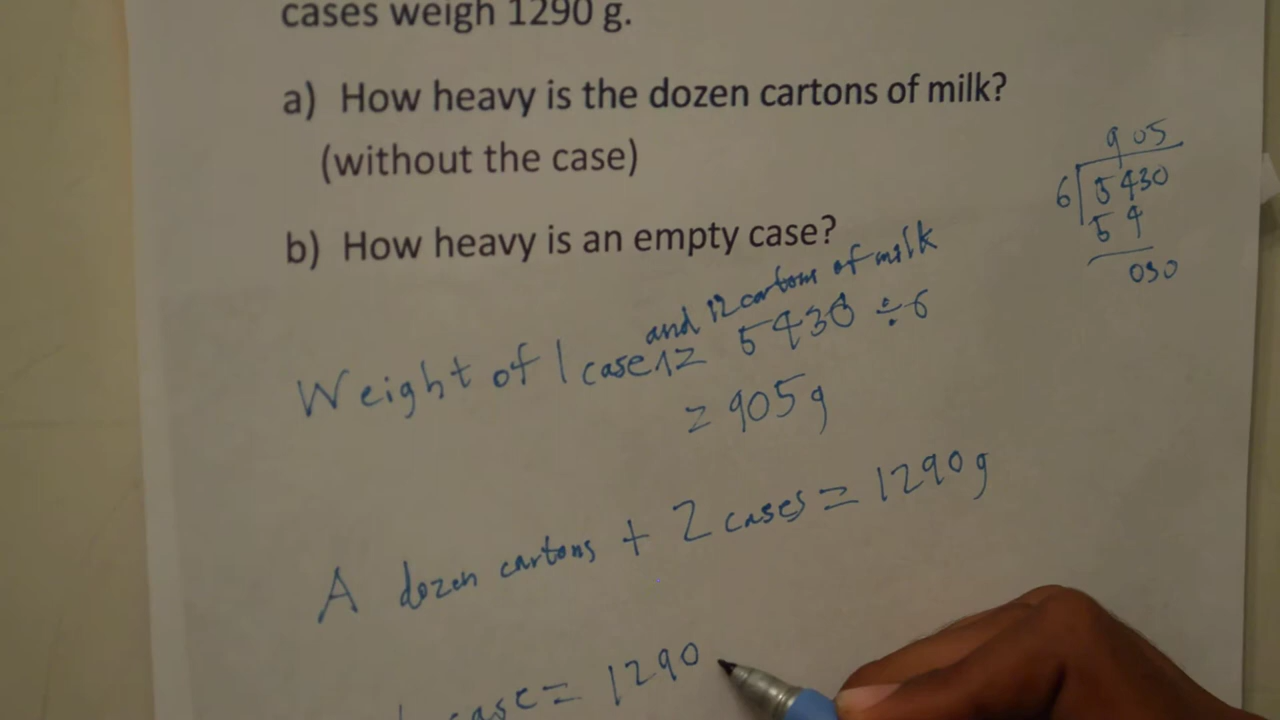 cases weigh 1290 g.
a) How heavy is the dozen cartons of milk?
(without the case)
b) How heavy is an empty case?
905
6 5430
54
030
and 12 cartons of milk
Weight of 1 case = 5430 ÷ 6
= 905g
A dozen cartons + 2 cases = 1290g
case = 1290